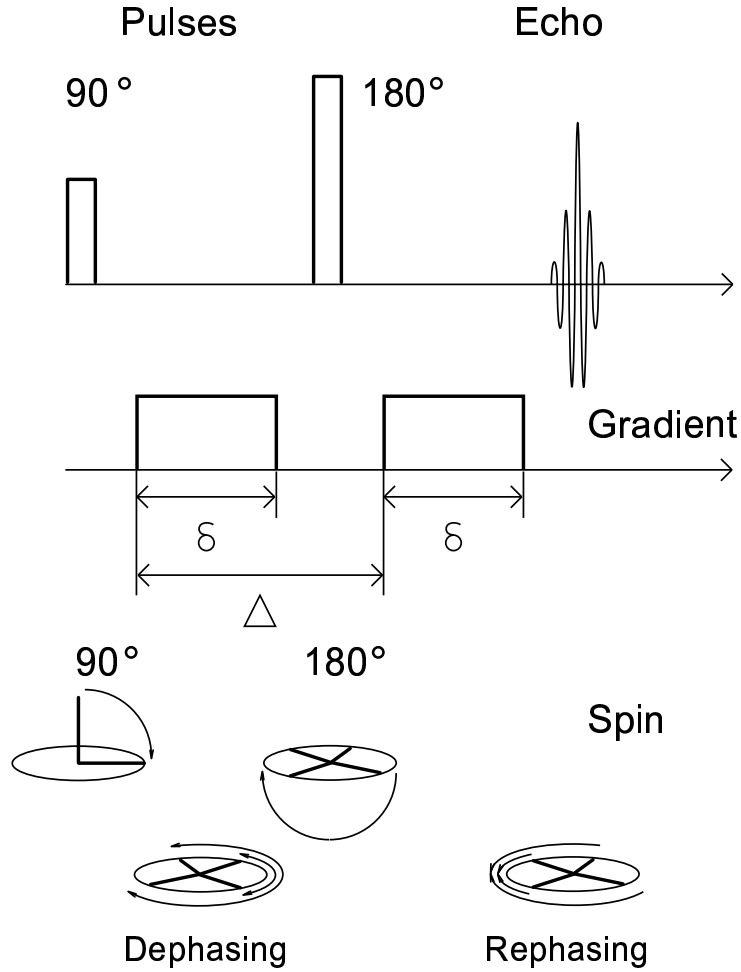 Pulses Echo
90° 180°
Gradient
δ δ
Δ
90° 180°
Spin
Dephasing Rephasing